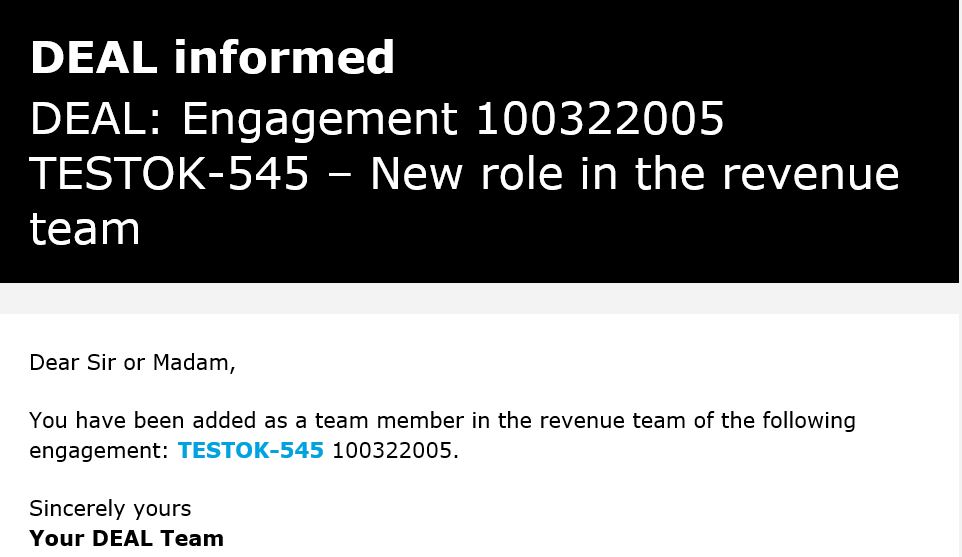 DEAL informed
DEAL: Engagement 100322005
TESTOK-545 – New role in the revenue
team
Dear Sir or Madam,
You have been added as a team member in the revenue team of the following
engagement: TESTOK-545 100322005.
Sincerely yours
Your DEAL Team